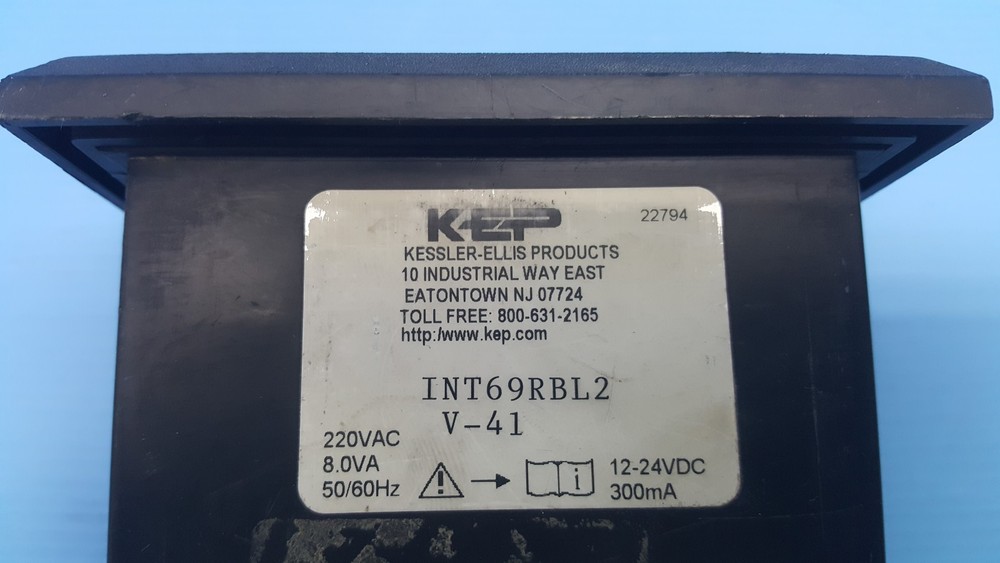 KEP
22794
KESSLER-ELLIS PRODUCTS
10 INDUSTRIAL WAY EAST
EATONTOWN NJ 07724
TOLL FREE: 800-631-2165
http:/www.kep.com
INT69RBL2
V-41
220VAC
8.0VA
50/60Hz
12-24VDC
300mA